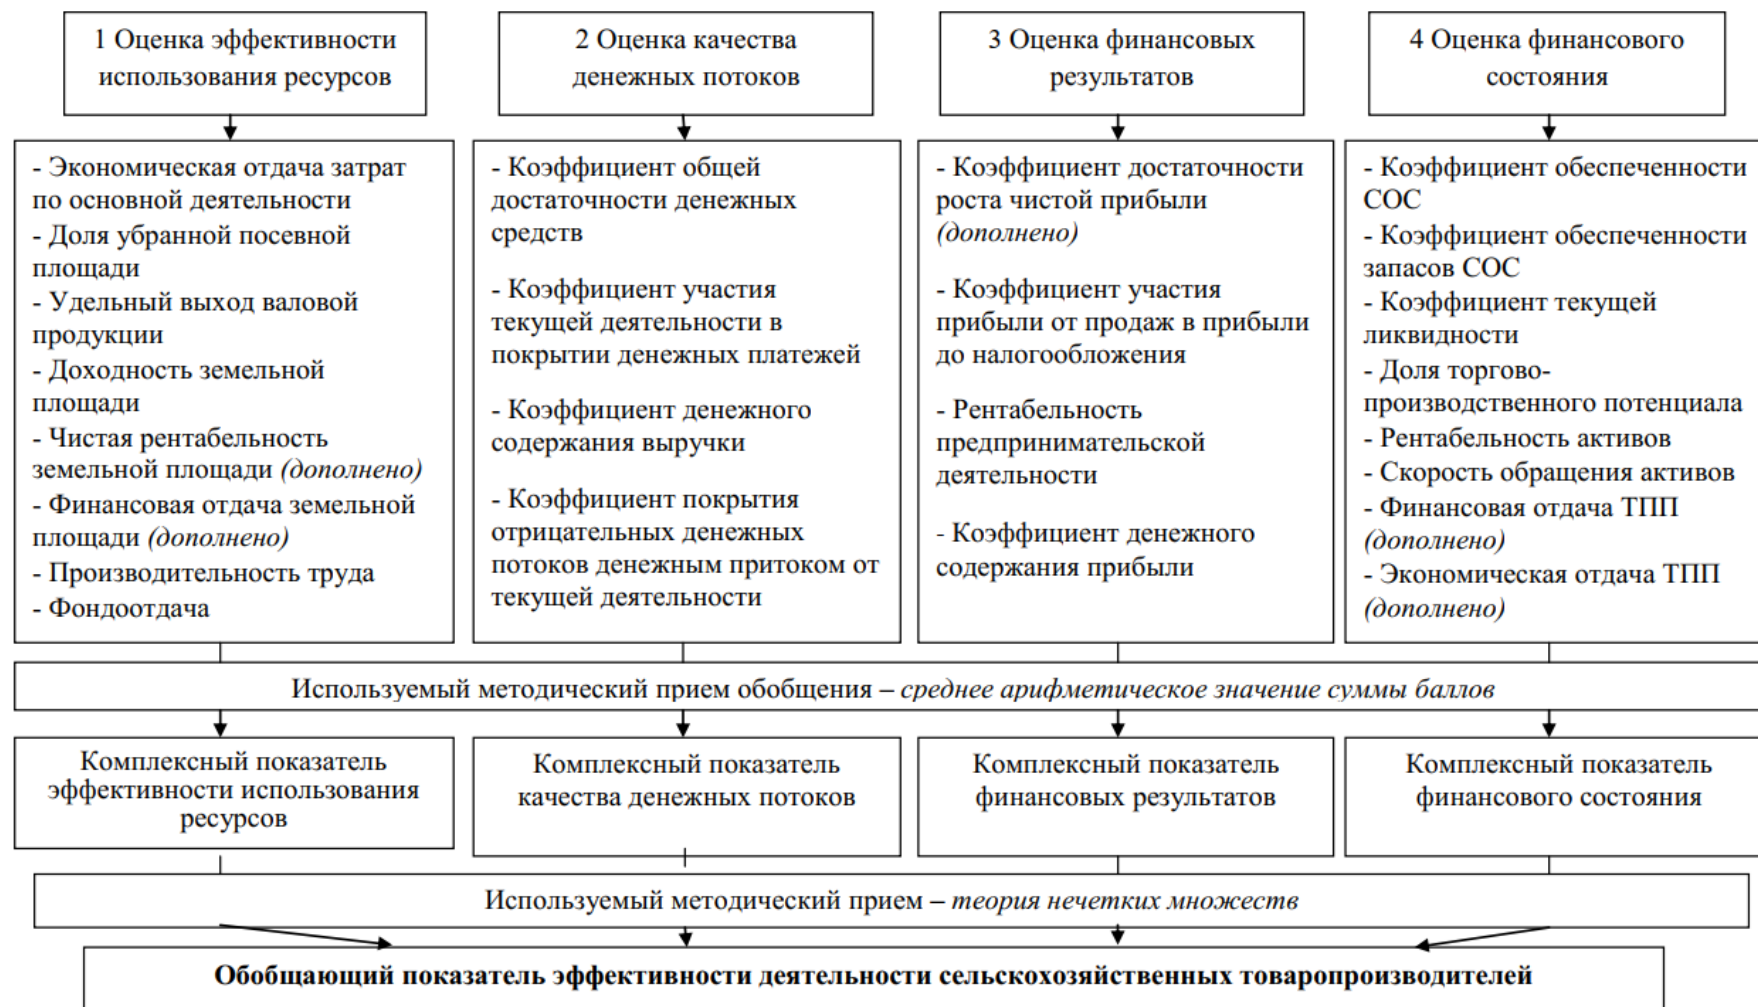 1 Оценка эффективности
использования ресурсов
2 Оценка качества
денежных потоков
3 Оценка финансовых
результатов
4 Оценка финансового
состояния
- Экономическая отдача затрат
по основной деятельности
- Доля убранной посевной
площади
- Удельный выход валовой
продукции
- Доходность земельной
площади
- Чистая рентабельность
земельной площади (дополнено)
- Финансовая отдача земельной
площади (дополнено)
- Производительность труда
- Фондоотдача
- Коэффициент общей
достаточности денежных
средств
- Коэффициент участия
текущей деятельности в
покрытии денежных платежей
- Коэффициент денежного
содержания выручки
- Коэффициент покрытия
отрицательных денежных
потоков денежным притоком от
текущей деятельности
- Коэффициент достаточности
роста чистой прибыли
(дополнено)
- Коэффициент участия
прибыли от продаж в прибыли
до налогообложения
- Рентабельность
предпринимательской
деятельности
- Коэффициент денежного
содержания прибыли
- Коэффициент обеспеченности
СОС
- Коэффициент обеспеченности
запасов СОС
- Коэффициент текущей
ликвидности
- Доля торгово-
производственного потенциала
- Рентабельность активов
- Скорость обращения активов
- Финансовая отдача ТПП
(дополнено)
- Экономическая отдача ТПП
(дополнено)
Используемый методический прием обобщения – среднее арифметическое значение суммы баллов
Комплексный показатель
эффективности использования
ресурсов
Комплексный показатель
качества денежных потоков
Комплексный показатель
финансовых результатов
Комплексный показатель
финансового состояния
Используемый методический прием – теория нечетких множеств
Обобщающий показатель эффективности деятельности сельскохозяйственных товаропроизводителей